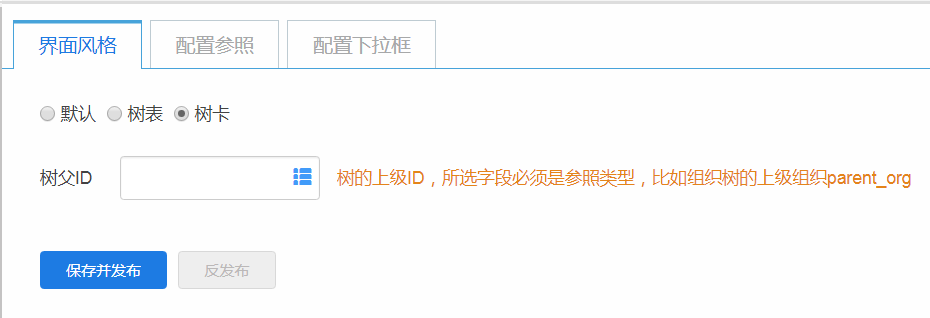 界面风格 配置参照 配置下拉框
默认 树表 树卡
树父ID 树的上级ID，所选字段必须是参照类型，比如组织树的上级组织parent_org
保存并发布 反发布